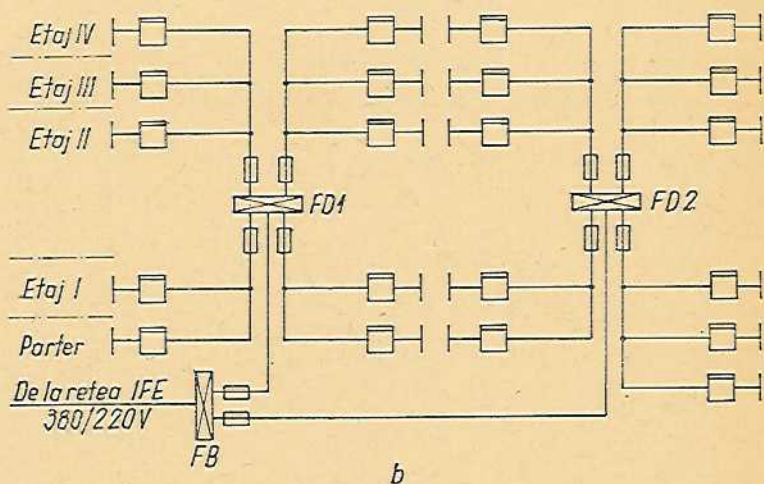 Etaj IV
Etaj III
Etaj II
FD1
FD2
Etaj I
Parter
De la retea IFE
380/220V
FB
b